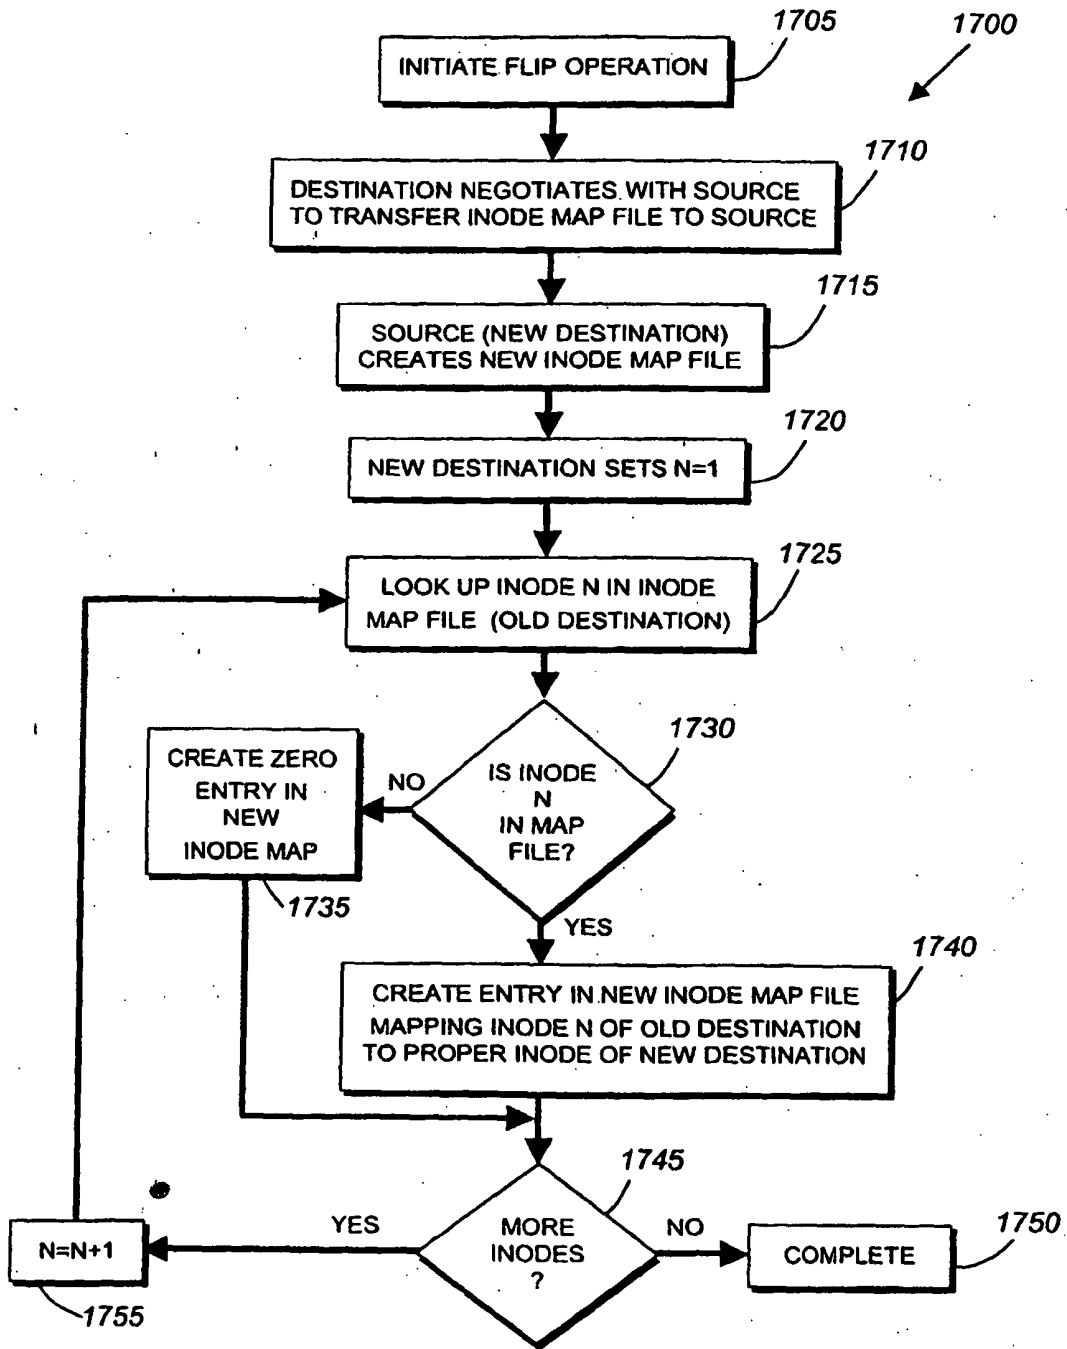 1705
1700
INITIATE FLIP OPERATION
1710
DESTINATION NEGOTIATES WITH SOURCE
TO TRANSFER INODE MAP FILE TO SOURCE
1715
SOURCE (NEW DESTINATION)
CREATES NEW INODE MAP FILE
1720
NEW DESTINATION SETS N=1
1725
LOOK UP INODE N IN INODE
MAP FILE (OLD DESTINATION)
1730
IS INODE
N
IN MAP
FILE?
NO
CREATE ZERO
ENTRY IN
NEW
INODE MAP
1735
YES
1740
CREATE ENTRY IN NEW INODE MAP FILE
MAPPING INODE N OF OLD DESTINATION
TO PROPER INODE OF NEW DESTINATION
1745
MORE
INODES
?
YES
NO
N=N+1
1755
COMPLETE
1750